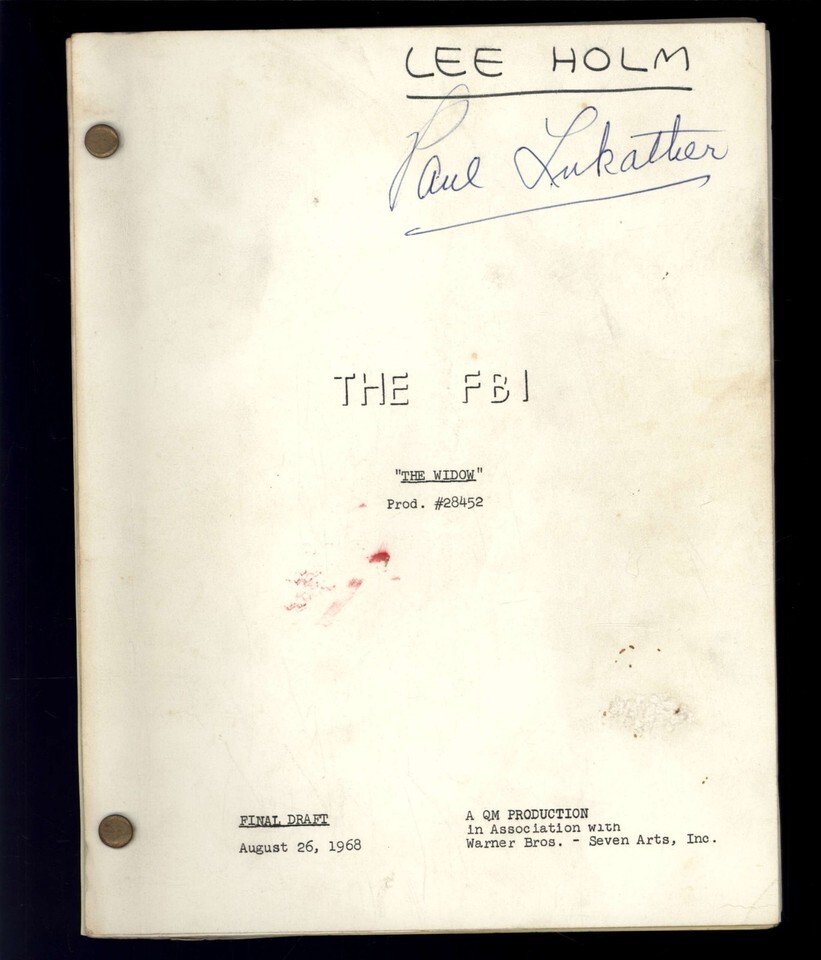 LEE HOLM
Paul Lukather
THE FBI
"THE WIDOW"
Prod. #28452
FINAL DRAFT
August 26, 1968
A QM PRODUCTION
in Association with
Warner Bros. - Seven Arts, Inc.